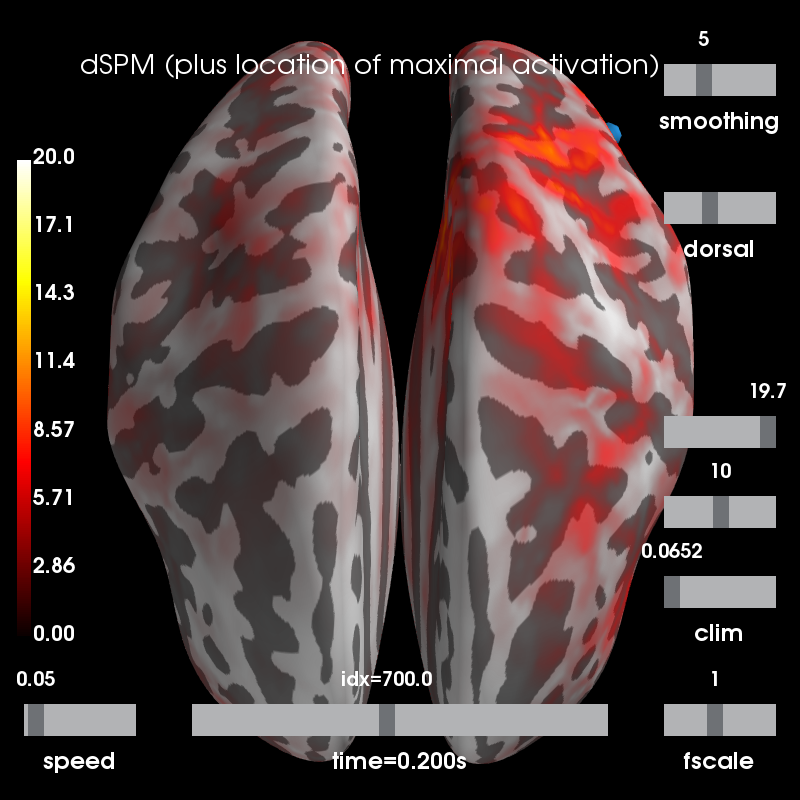 5
dSPM (plus location of maximal activation)
smoothing
20.0
17.1
dorsal
14.3
11.4
19.7
8.57
10
5.71
0.0652
2.86
0.00
clim
0.05
idx=700.0
1
speed
time=0.200s
fscale